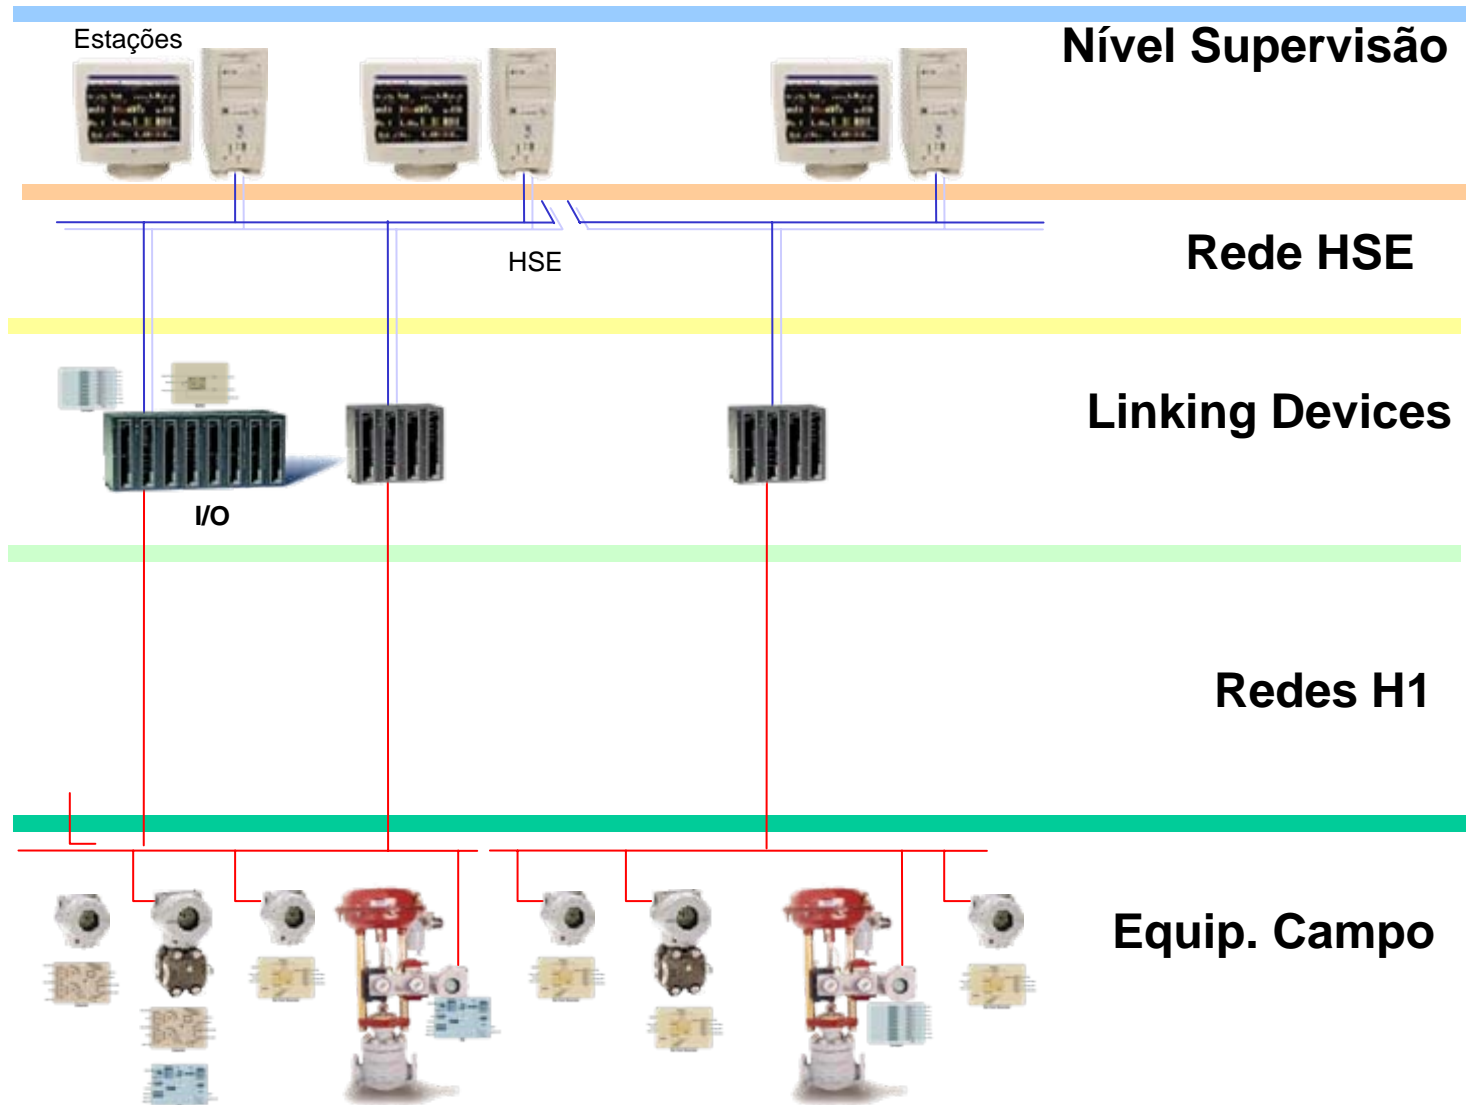 Estações
Nível Supervisão
HSE
Rede HSE
Linking Devices
I/O
Redes H1
Equip. Campo